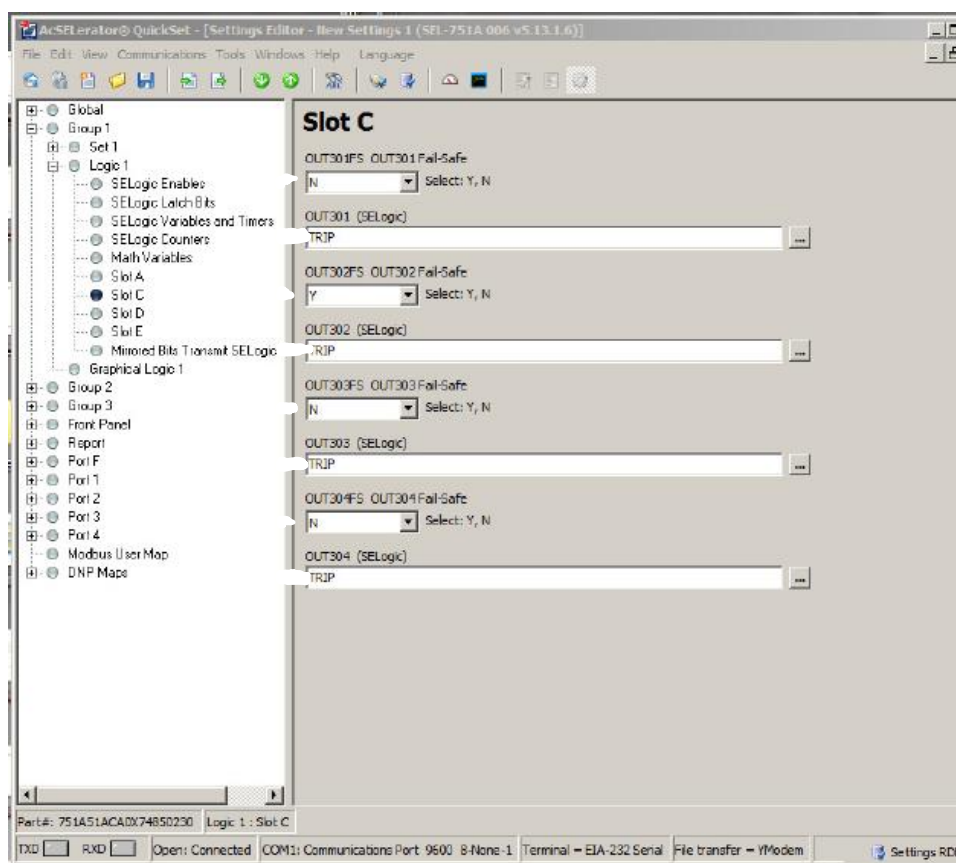 AcSELerator® QuickSet - [Settings Editor - New Settings 1 (SEL-751A 006 v5.13.1.6)]
File Edit View Communications Tools Windows Help Language
Global
Group 1
Set 1
Logic 1
SELogic Enables
SELogic Latch Bits
SELogic Variables and Timers
SELogic Counters
Math Variables
Slot A
Slot C
Slot D
Slot E
Mirrored Bits Transmit SELogic
Graphical Logic 1
Group 2
Group 3
Front Panel
Report
Port F
Port 1
Port 2
Port 3
Port 4
Modbus User Map
DNP Maps
Slot C
OUT301FS OUT301 Fail-Safe
N Select: Y, N
OUT301 (SELogic)
TRIP ...
OUT302FS OUT302 Fail-Safe
Y Select: Y, N
OUT302 (SELogic)
TRIP ...
OUT303FS OUT303 Fail-Safe
N Select: Y, N
OUT303 (SELogic)
TRIP ...
OUT304FS OUT304 Fail-Safe
N Select: Y, N
OUT304 (SELogic)
TRIP ...
Part#: 751A51ACA0X74850230 Logic 1 : Slot C
TXD RXD Open: Connected COM1: Communications Port 9600 8-None-1 Terminal = EIA-232 Serial File transfer = YModem Settings